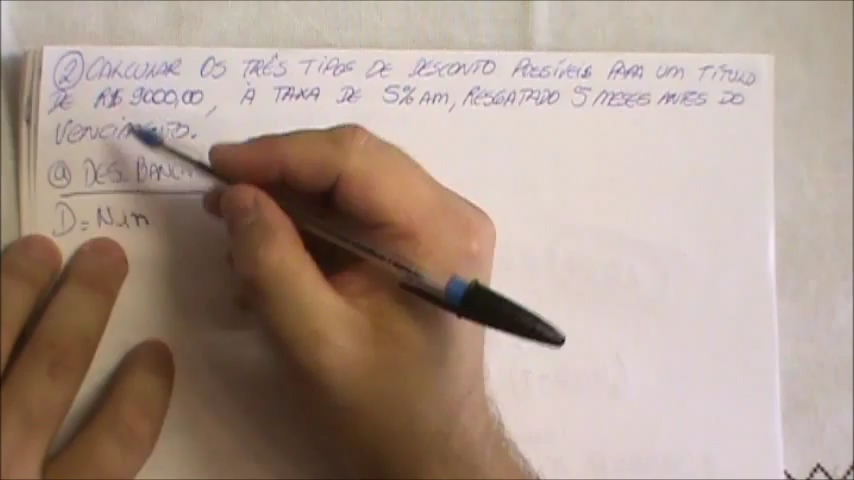 ② CALCULAR OS TRÊS TIPOS DE DESCONTO POSSÍVEIS PARA UM TÍTULO
DE R$ 9000,00, À TAXA DE 5% AM, RESGATADO 5 MESES ANTES DO
VENCIMENTO.
ⓐ DES. BANC
D = N.i.n